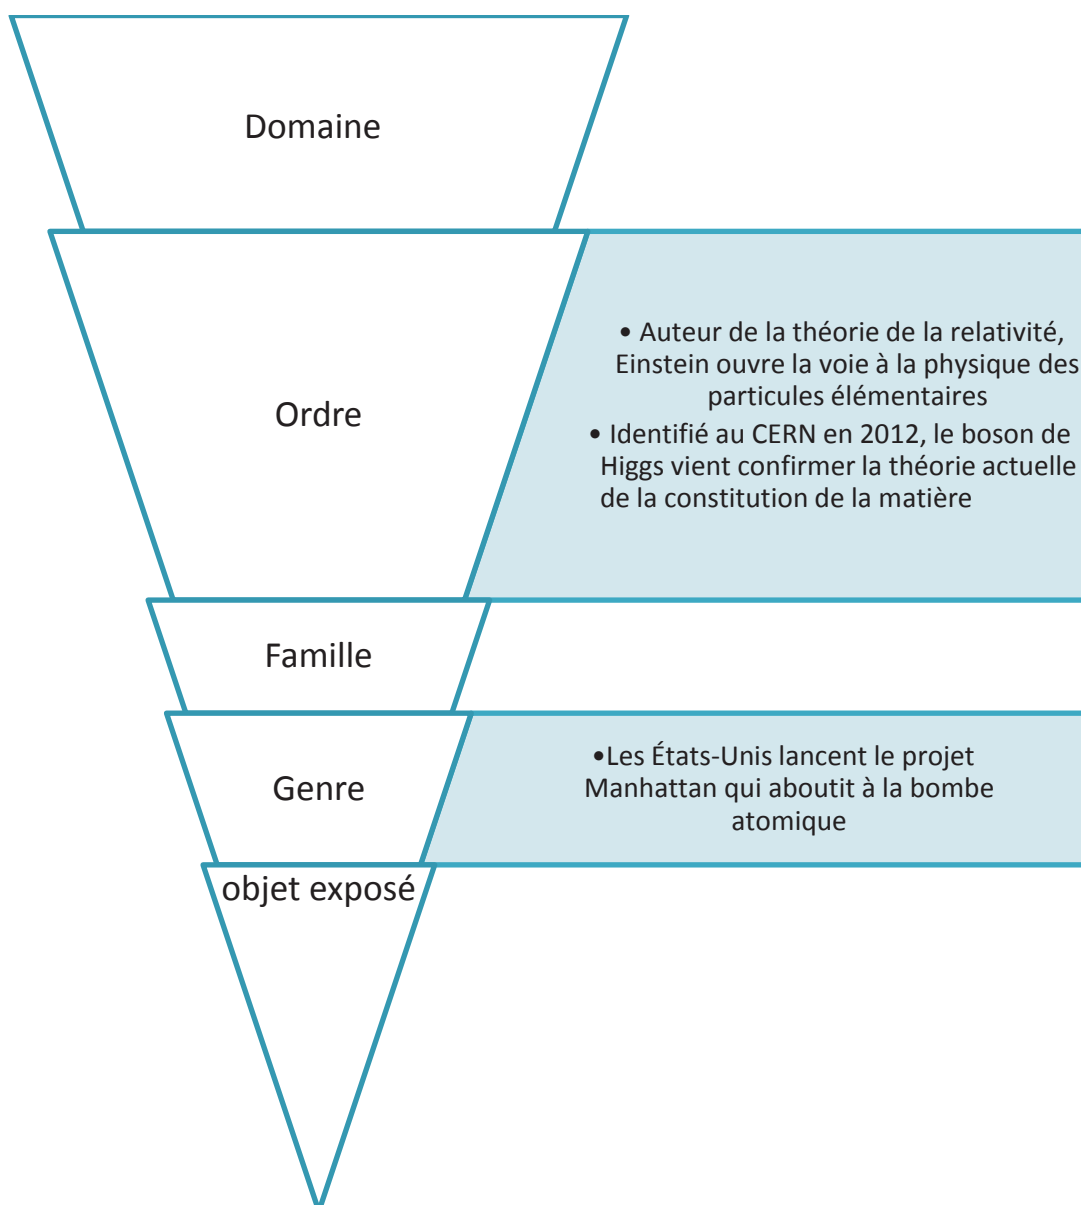 Domaine
Ordre
• Auteur de la théorie de la relativité,
Einstein ouvre la voie à la physique des
particules élémentaires
• Identifié au CERN en 2012, le boson de
Higgs vient confirmer la théorie actuelle
de la constitution de la matière
Famille
Genre
•Les États-Unis lancent le projet
Manhattan qui aboutit à la bombe
atomique
objet exposé